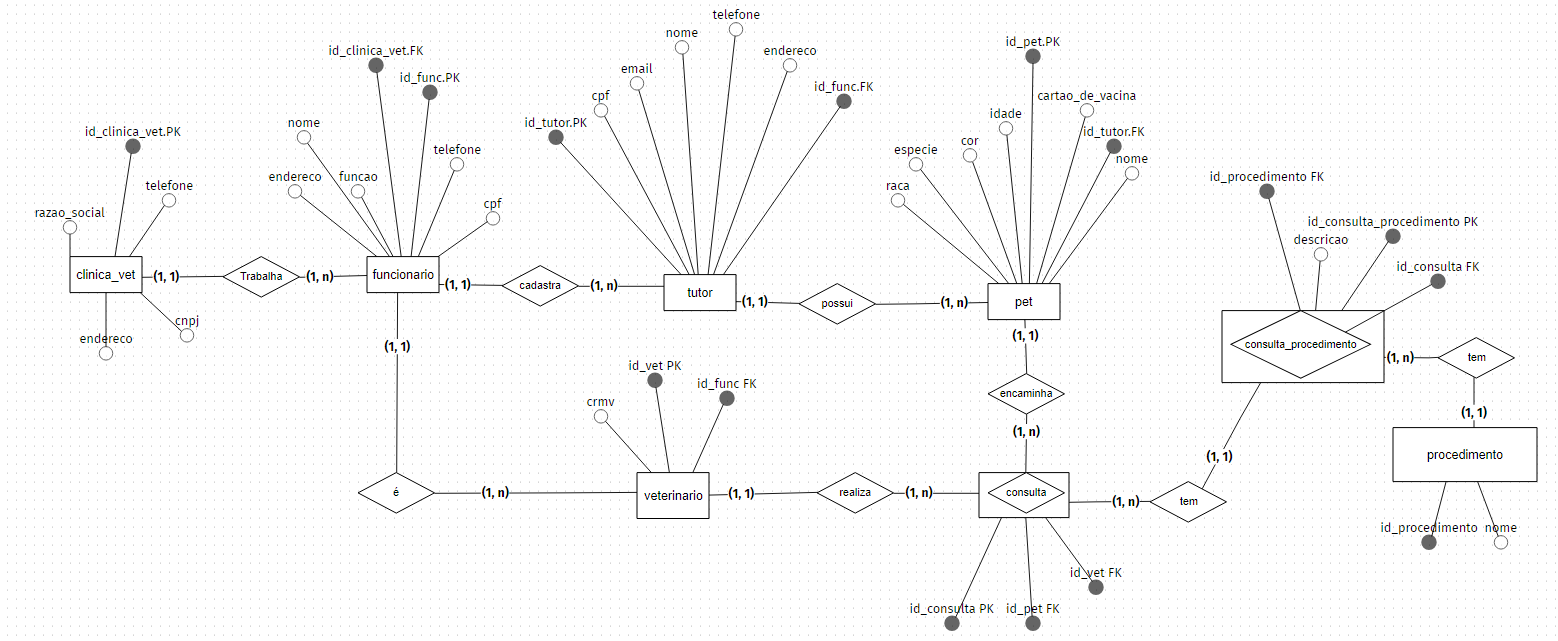 telefone
nome
endereco
id_pet.PK
id_clinica_vet.FK
email
id_func.PK
id_func.FK
cpf
cartao_de_vacina
idade
id_clinica_vet.PK
nome
id_tutor.PK
id_tutor.FK
cor
especie
telefone
nome
endereco
funcao
id_procedimento FK
telefone
raca
cpf
razao_social
id_consulta_procedimento PK
descricao
id_consulta FK
clinica_vet
(1, 1)
Trabalha
(1, n)
funcionario
(1, 1)
cadastra
(1, n)
tutor
(1, 1)
possui
(1, n)
pet
cnpj
endereco
(1, 1)
(1, 1)
consulta_procedimento
(1, n)
tem
id_vet PK
id_func FK
crmv
encaminha
(1, 1)
(1, n)
procedimento
(1, 1)
é
(1, n)
veterinario
(1, 1)
realiza
(1, n)
consulta
(1, n)
tem
id_procedimento
nome
id_vet FK
id_consulta PK
id_pet FK